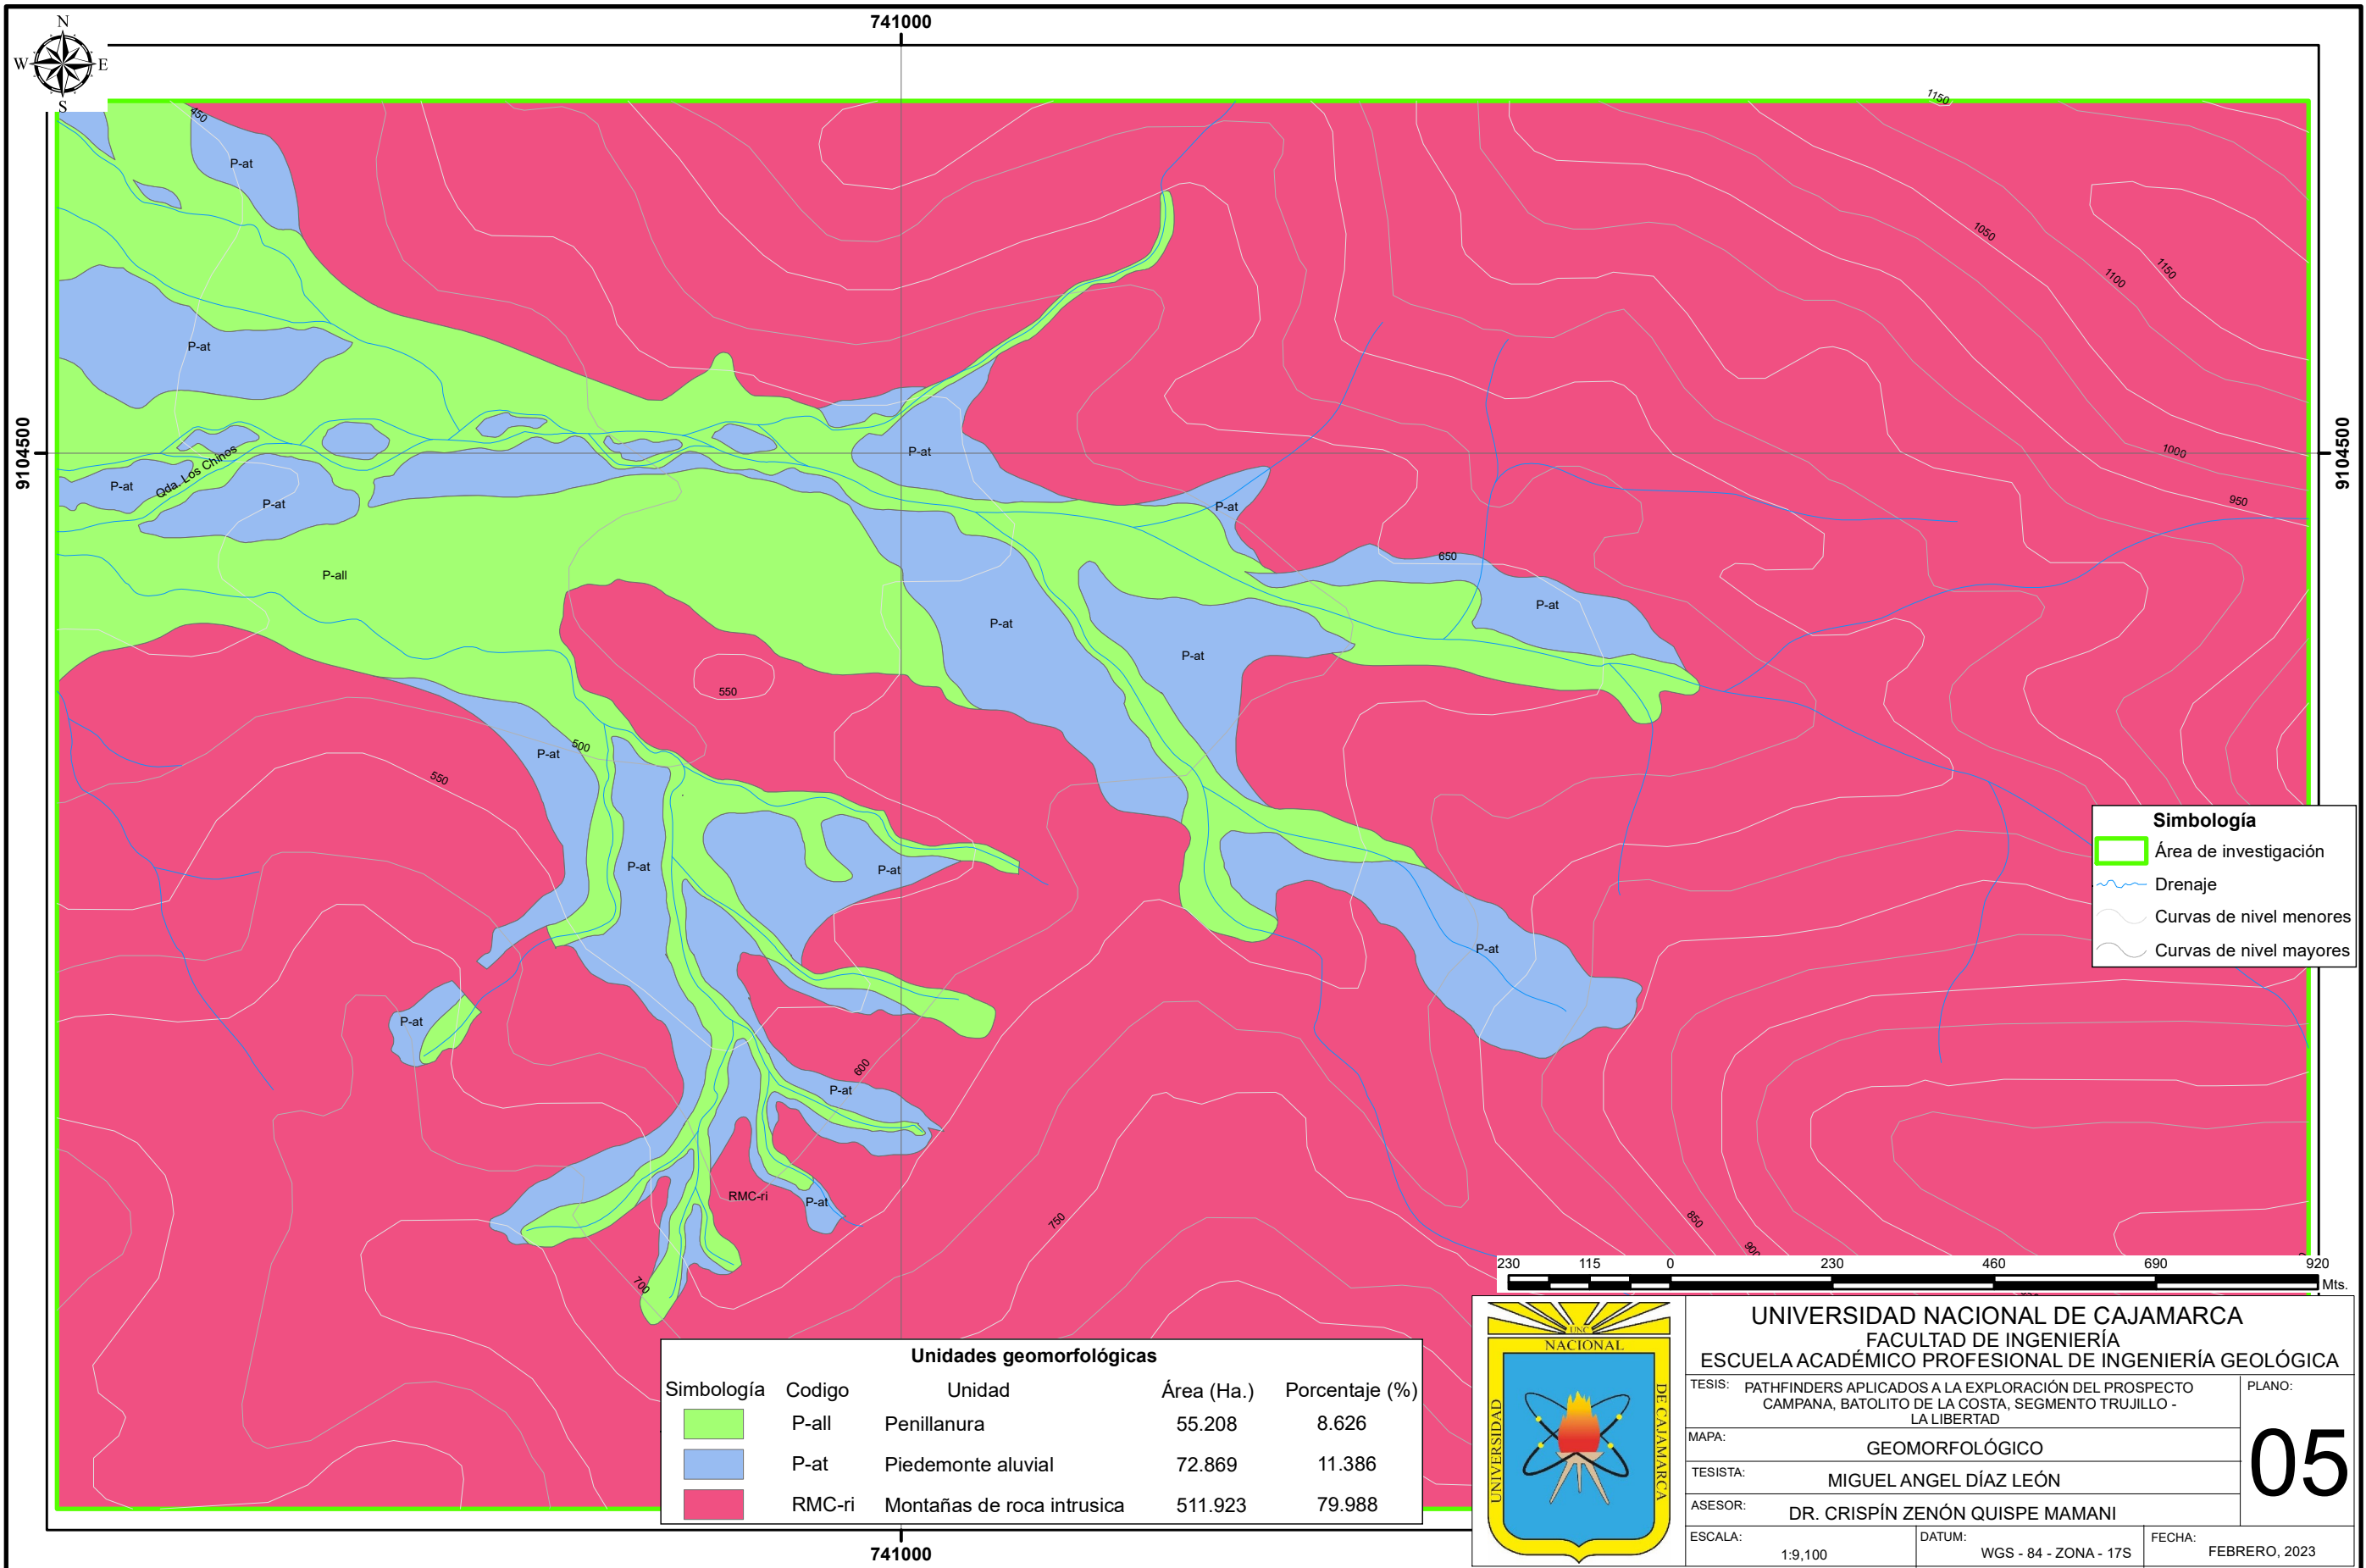 741000
N
W E
S
1150
450
P-at
1050
1150
1100
P-at
9104500
9104500
P-at
1000
Qda. Los Chinos
P-at
950
P-at
P-at
650
P-all
P-at
P-at
P-at
550
500
P-at
550
P-at
P-at
P-at
P-at
600
P-at
RMC-ri
P-at
750
850
900
700
Simbología
Área de investigación
Drenaje
Curvas de nivel menores
Curvas de nivel mayores
230 115 0 230 460 690 920
Mts.
Unidades geomorfológicas
Simbología Codigo Unidad Área (Ha.) Porcentaje (%)
P-all Penillanura 55.208 8.626
P-at Piedemonte aluvial 72.869 11.386
RMC-ri Montañas de roca intrusica 511.923 79.988
UNC
NACIONAL
UNIVERSIDAD
DE CAJAMARCA
UNIVERSIDAD NACIONAL DE CAJAMARCA
FACULTAD DE INGENIERÍA
ESCUELA ACADÉMICO PROFESIONAL DE INGENIERÍA GEOLÓGICA
TESIS: PATHFINDERS APLICADOS A LA EXPLORACIÓN DEL PROSPECTO
CAMPANA, BATOLITO DE LA COSTA, SEGMENTO TRUJILLO -
LA LIBERTAD
PLANO:
05
MAPA: GEOMORFOLÓGICO
TESISTA: MIGUEL ANGEL DÍAZ LEÓN
ASESOR: DR. CRISPÍN ZENÓN QUISPE MAMANI
ESCALA: 1:9,100
DATUM: WGS - 84 - ZONA - 17S
FECHA: FEBRERO, 2023
741000